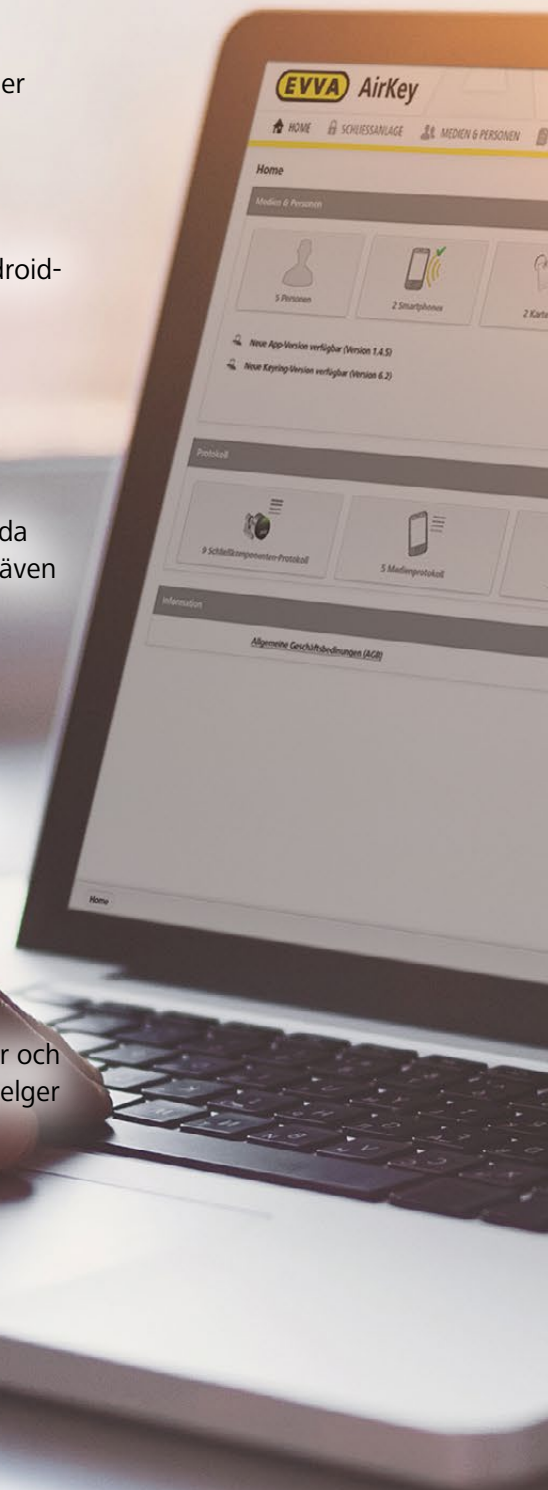 er
droid-
da
även
r och
elger
EVVA AirKey
HOME SCHLIESSANLAGE MEDIEN & PERSONEN
Home
Medien & Personen
5 Personen
2 Smartphones
2 Karte
Neue App-Version verfügbar (Version 1.4.5)
Neue Keyring-Version verfügbar (Version 6.2)
Protokoll
9 Schließkomponenten-Protokoll
5 Medienprotokoll
Information
Allgemeine Geschäftsbedinungen (AGB)
Home